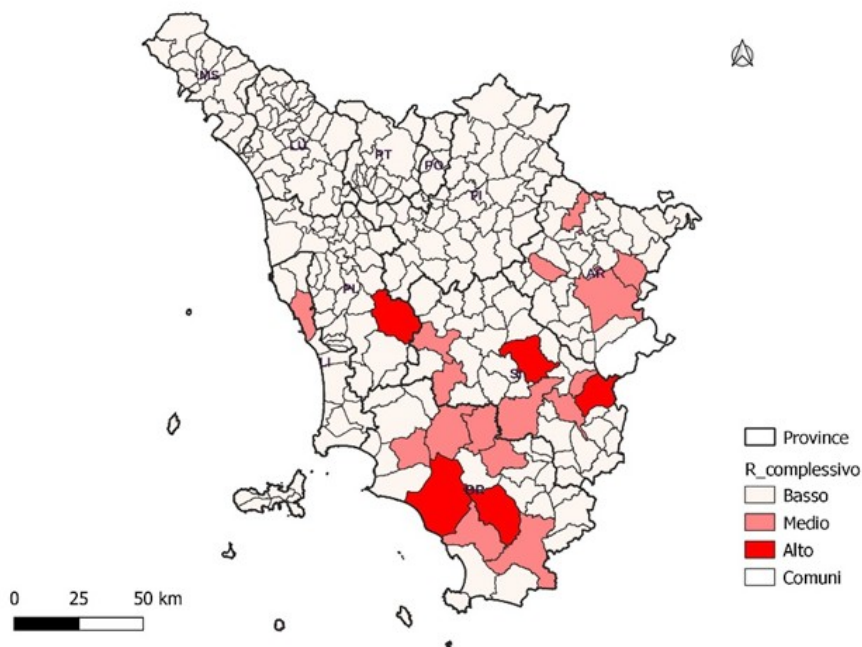 MS
LU
PT
PO
FI
AR
PI
LI
SI
GR
Province
R_complessivo
Basso
Medio
Alto
Comuni
0 25 50 km